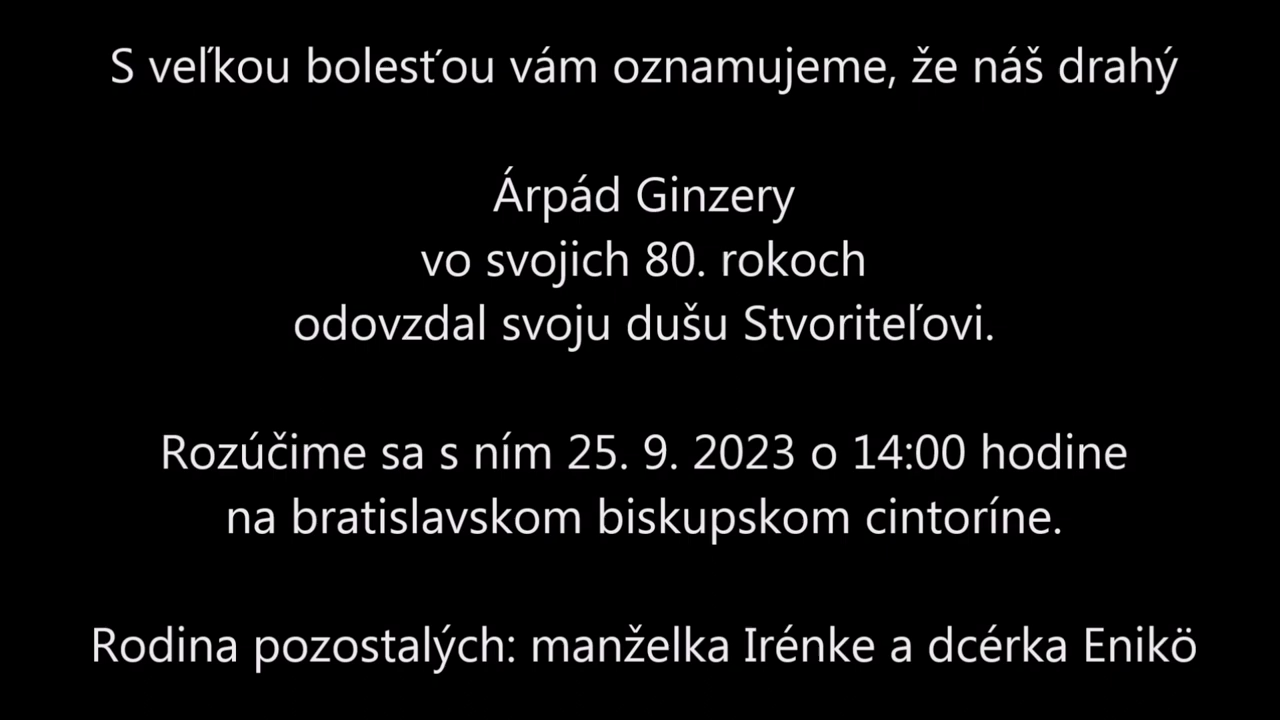 S veľkou bolesťou vám oznamujeme, že náš drahý
Árpád Ginzery
vo svojich 80. rokoch
odovzdal svoju dušu Stvoriteľovi.
Rozúčime sa s ním 25. 9. 2023 o 14:00 hodine
na bratislavskom biskupskom cintoríne.
Rodina pozostalých: manželka Irénke a dcérka Enikö